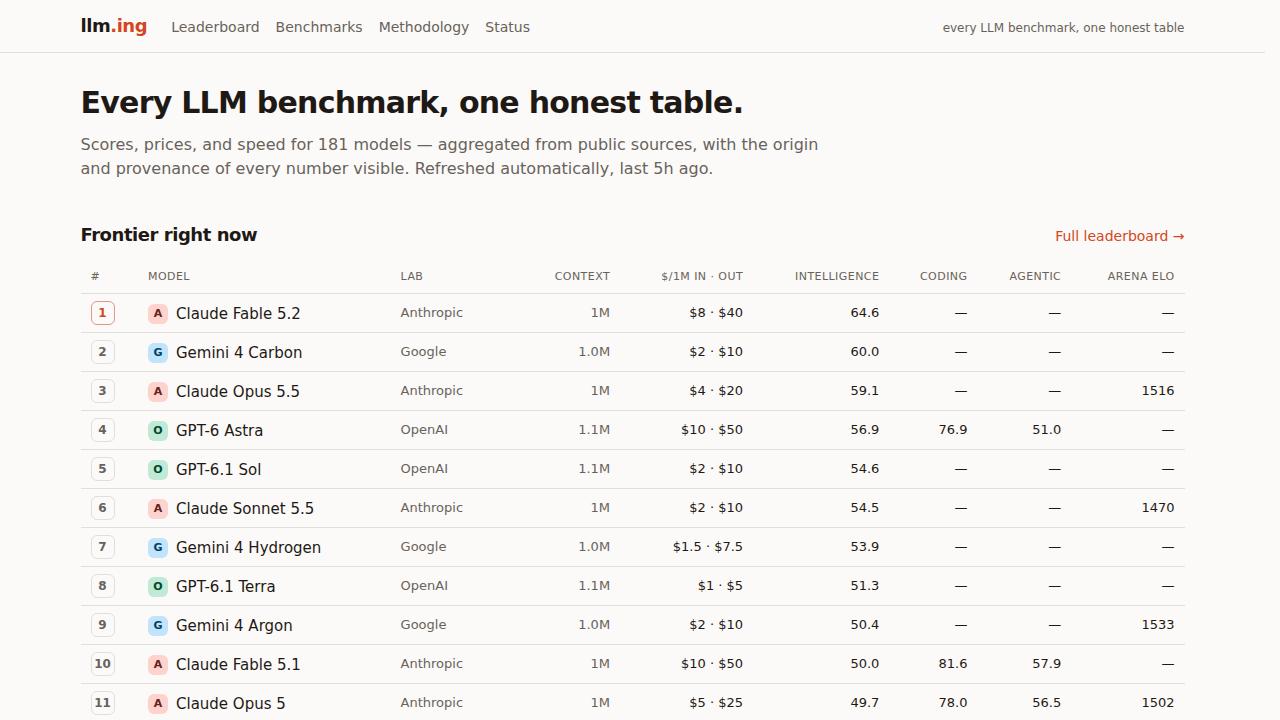 llm.ing Leaderboard Benchmarks Methodology Status every LLM benchmark, one honest table
Every LLM benchmark, one honest table.
Scores, prices, and speed for 181 models — aggregated from public sources, with the origin
and provenance of every number visible. Refreshed automatically, last 5h ago.
Frontier right now Full leaderboard →
# MODEL LAB CONTEXT $/1M IN · OUT INTELLIGENCE CODING AGENTIC ARENA ELO
1 A Claude Fable 5.2 Anthropic 1M $8 · $40 64.6 — — —
2 G Gemini 4 Carbon Google 1.0M $2 · $10 60.0 — — —
3 A Claude Opus 5.5 Anthropic 1M $4 · $20 59.1 — — 1516
4 O GPT-6 Astra OpenAI 1.1M $10 · $50 56.9 76.9 51.0 —
5 O GPT-6.1 Sol OpenAI 1.1M $2 · $10 54.6 — — —
6 A Claude Sonnet 5.5 Anthropic 1M $2 · $10 54.5 — — 1470
7 G Gemini 4 Hydrogen Google 1.0M $1.5 · $7.5 53.9 — — —
8 O GPT-6.1 Terra OpenAI 1.1M $1 · $5 51.3 — — —
9 G Gemini 4 Argon Google 1.0M $2 · $10 50.4 — — 1533
10 A Claude Fable 5.1 Anthropic 1M $10 · $50 50.0 81.6 57.9 —
11 A Claude Opus 5 Anthropic 1M $5 · $25 49.7 78.0 56.5 1502